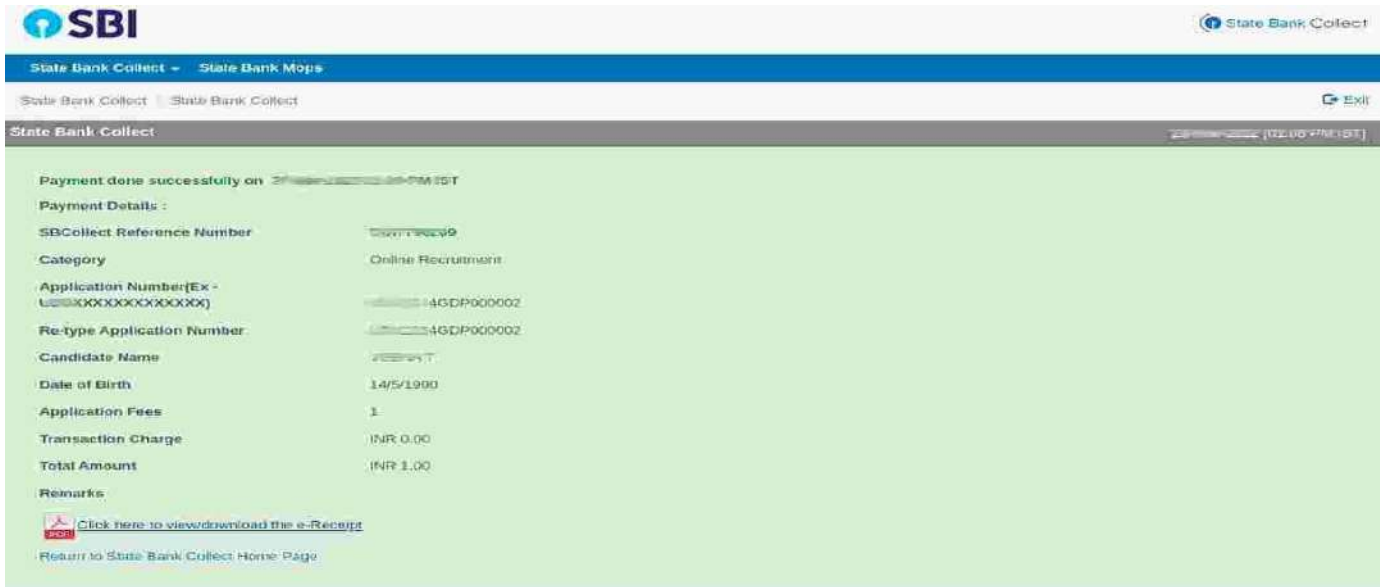 SBI
State Bank Collect
State Bank Collect State Bank Mops
State Bank Collect State Bank Collect
Exit
State Bank Collect
Payment done successfully on PM IST
Payment Details :
SBCollect Reference Number
Category Online Recruitment
Application Number(Ex -
XXXXXXXXXXXXX) 4GDP000002
Re-type Application Number 4GDP000002
Candidate Name
Date of Birth 14/5/1990
Application Fees 1
Transaction Charge INR 0.00
Total Amount INR 1.00
Remarks
Click here to view/download the e-Receipt
Return to State Bank Collect Home Page